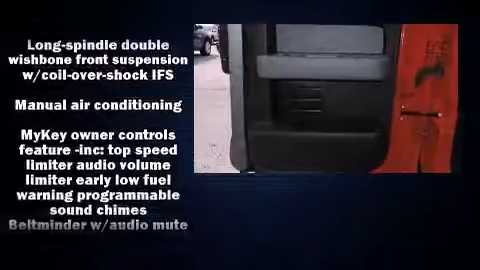 Long-spindle double
wishbone front suspension
w/coil-over-shock IFS
Manual air conditioning
MyKey owner controls
feature -inc: top speed
limiter audio volume
limiter early low fuel
warning programmable
sound chimes
Beltminder w/audio mute